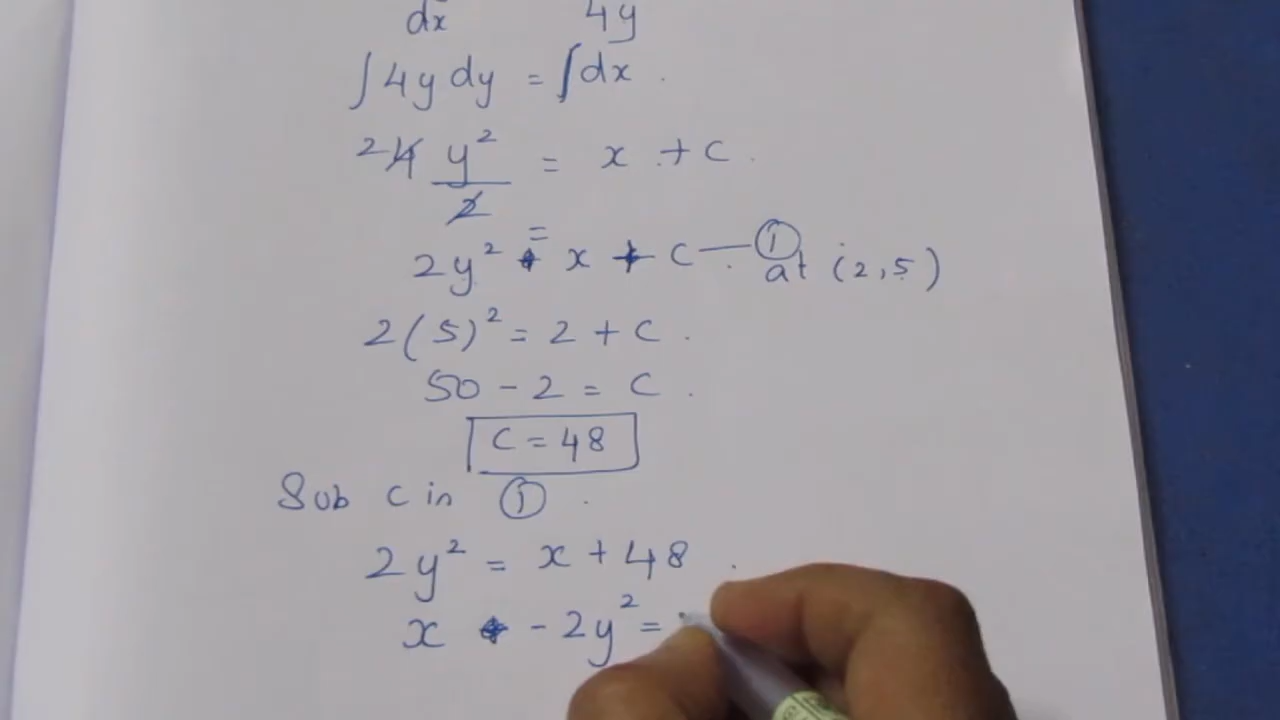 dx 4y
∫4y dy = ∫dx .
2 4 y² / 2 = x + c .
2y² = x + c — ① at (2,5)
2(5)² = 2 + c .
50 - 2 = c .
c = 48
Sub c in ① .
2y² = x + 48 .
x - 2y² =